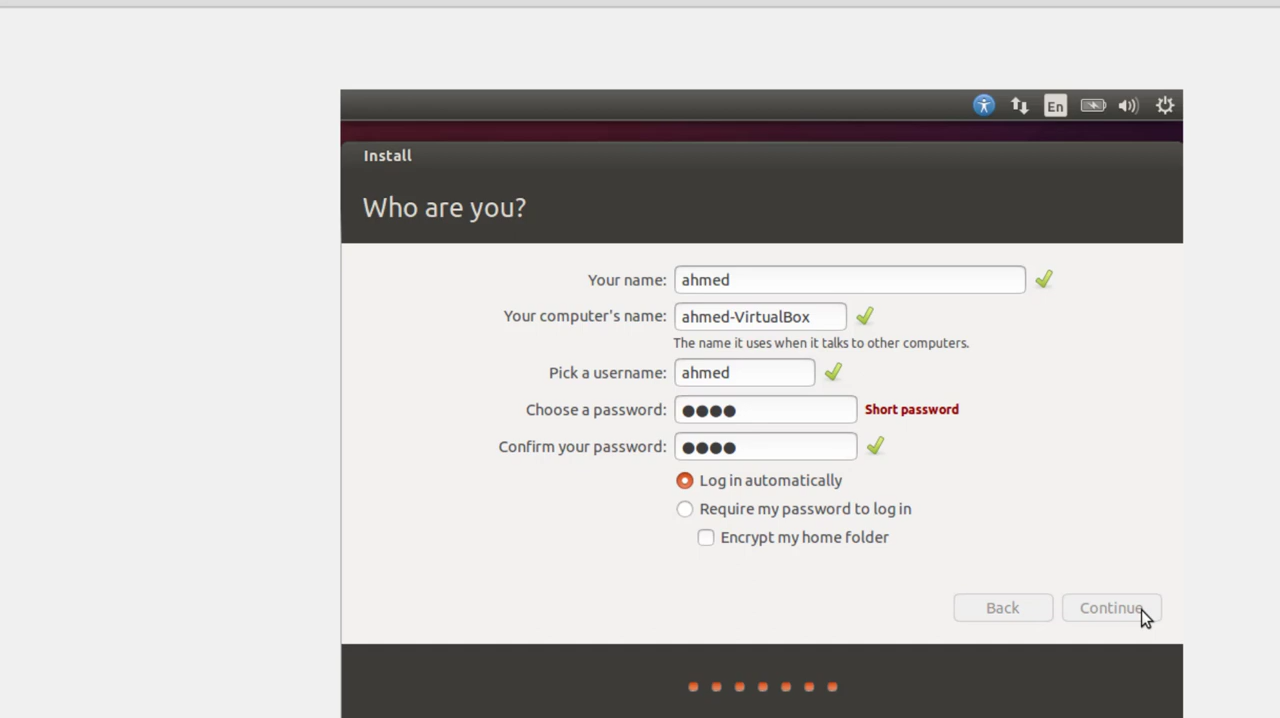 En
Install
Who are you?
Your name: ahmed
Your computer's name: ahmed-VirtualBox
The name it uses when it talks to other computers.
Pick a username: ahmed
Choose a password: ●●●● Short password
Confirm your password: ●●●●
Log in automatically
Require my password to log in
Encrypt my home folder
Back Continue